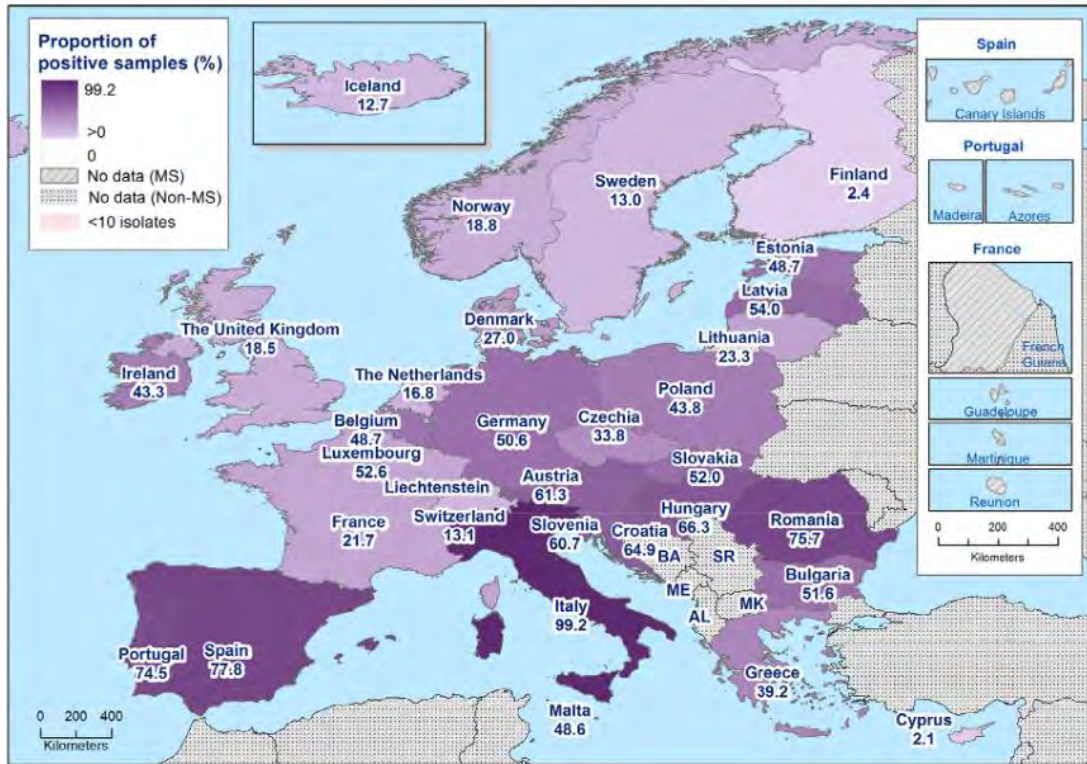 Proportion of
positive samples (%)
99.2
>0
0
No data (MS)
No data (Non-MS)
<10 isolates
Iceland
12.7
Spain
Canary Islands
Portugal
Madeira
Azores
France
French
Guiana
Guadeloupe
Martinique
Reunion
0 200 400
Kilometers
Finland
2.4
Sweden
13.0
Norway
18.8
Estonia
48.7
Latvia
54.0
Lithuania
23.3
Denmark
27.0
The United Kingdom
18.5
Ireland
43.3
The Netherlands
16.8
Poland
43.8
Belgium
48.7
Germany
50.6
Czechia
33.8
Luxembourg
52.6
Slovakia
52.0
Austria
61.3
Liechtenstein
Hungary
66.3
France
21.7
Switzerland
13.1
Slovenia
60.7
Croatia
64.9
Romania
75.7
BA
SR
Bulgaria
51.6
ME
MK
AL
Italy
99.2
Portugal
74.5
Spain
77.8
Greece
39.2
Malta
48.6
Cyprus
2.1
0 200 400
Kilometers